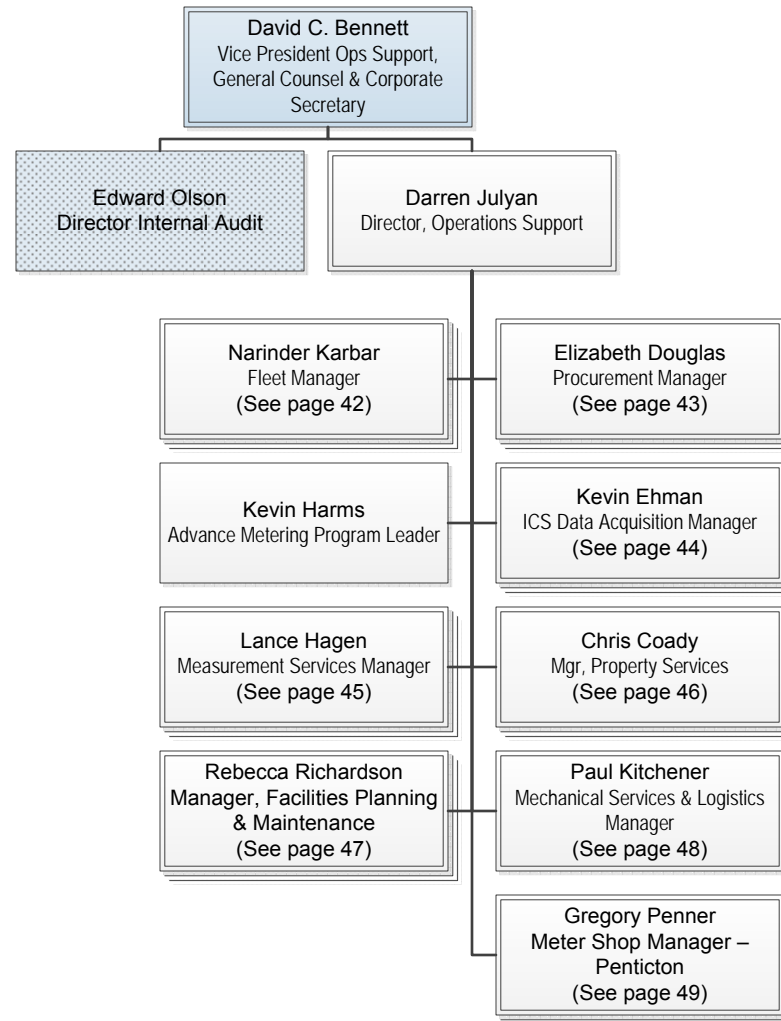 David C. Bennett
Vice President Ops Support,
General Counsel & Corporate
Secretary
Edward Olson
Director Internal Audit
Darren Julyan
Director, Operations Support
Narinder Karbar
Fleet Manager
(See page 42)
Elizabeth Douglas
Procurement Manager
(See page 43)
Kevin Harms
Advance Metering Program Leader
Kevin Ehman
ICS Data Acquisition Manager
(See page 44)
Lance Hagen
Measurement Services Manager
(See page 45)
Chris Coady
Mgr, Property Services
(See page 46)
Rebecca Richardson
Manager, Facilities Planning
& Maintenance
(See page 47)
Paul Kitchener
Mechanical Services & Logistics
Manager
(See page 48)
Gregory Penner
Meter Shop Manager –
Penticton
(See page 49)